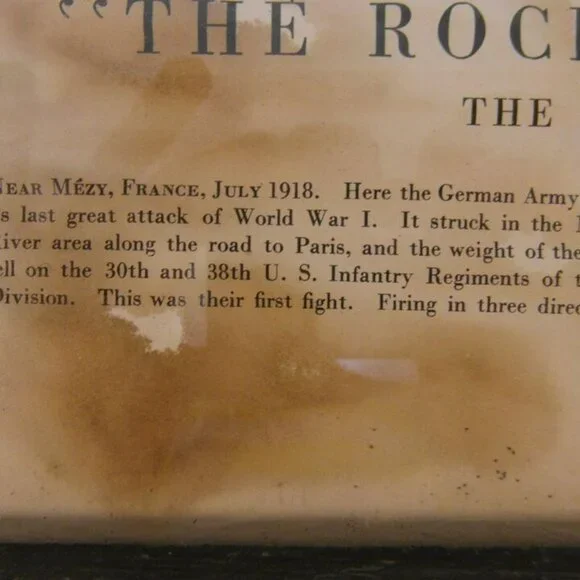 “THE ROC
THE
NEAR MÉZY, FRANCE, JULY 1918. Here the German Army
s last great attack of World War I. It struck in the
iver area along the road to Paris, and the weight of the
ell on the 30th and 38th U. S. Infantry Regiments of t
Division. This was their first fight. Firing in three direc